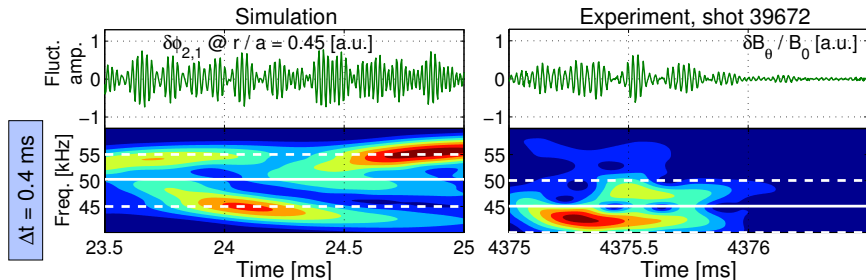 Simulation
Experiment, shot 39672
Fluct.
amp.
1
0
−1
δϕ2,1 @ r / a = 0.45 [a.u.]
δBθ / B0 [a.u.]
1
0
−1
Δt = 0.4 ms
Freq. [kHz]
55
50
45
55
50
45
23.5
24
24.5
25
4375
4375.5
4376
Time [ms]
Time [ms]